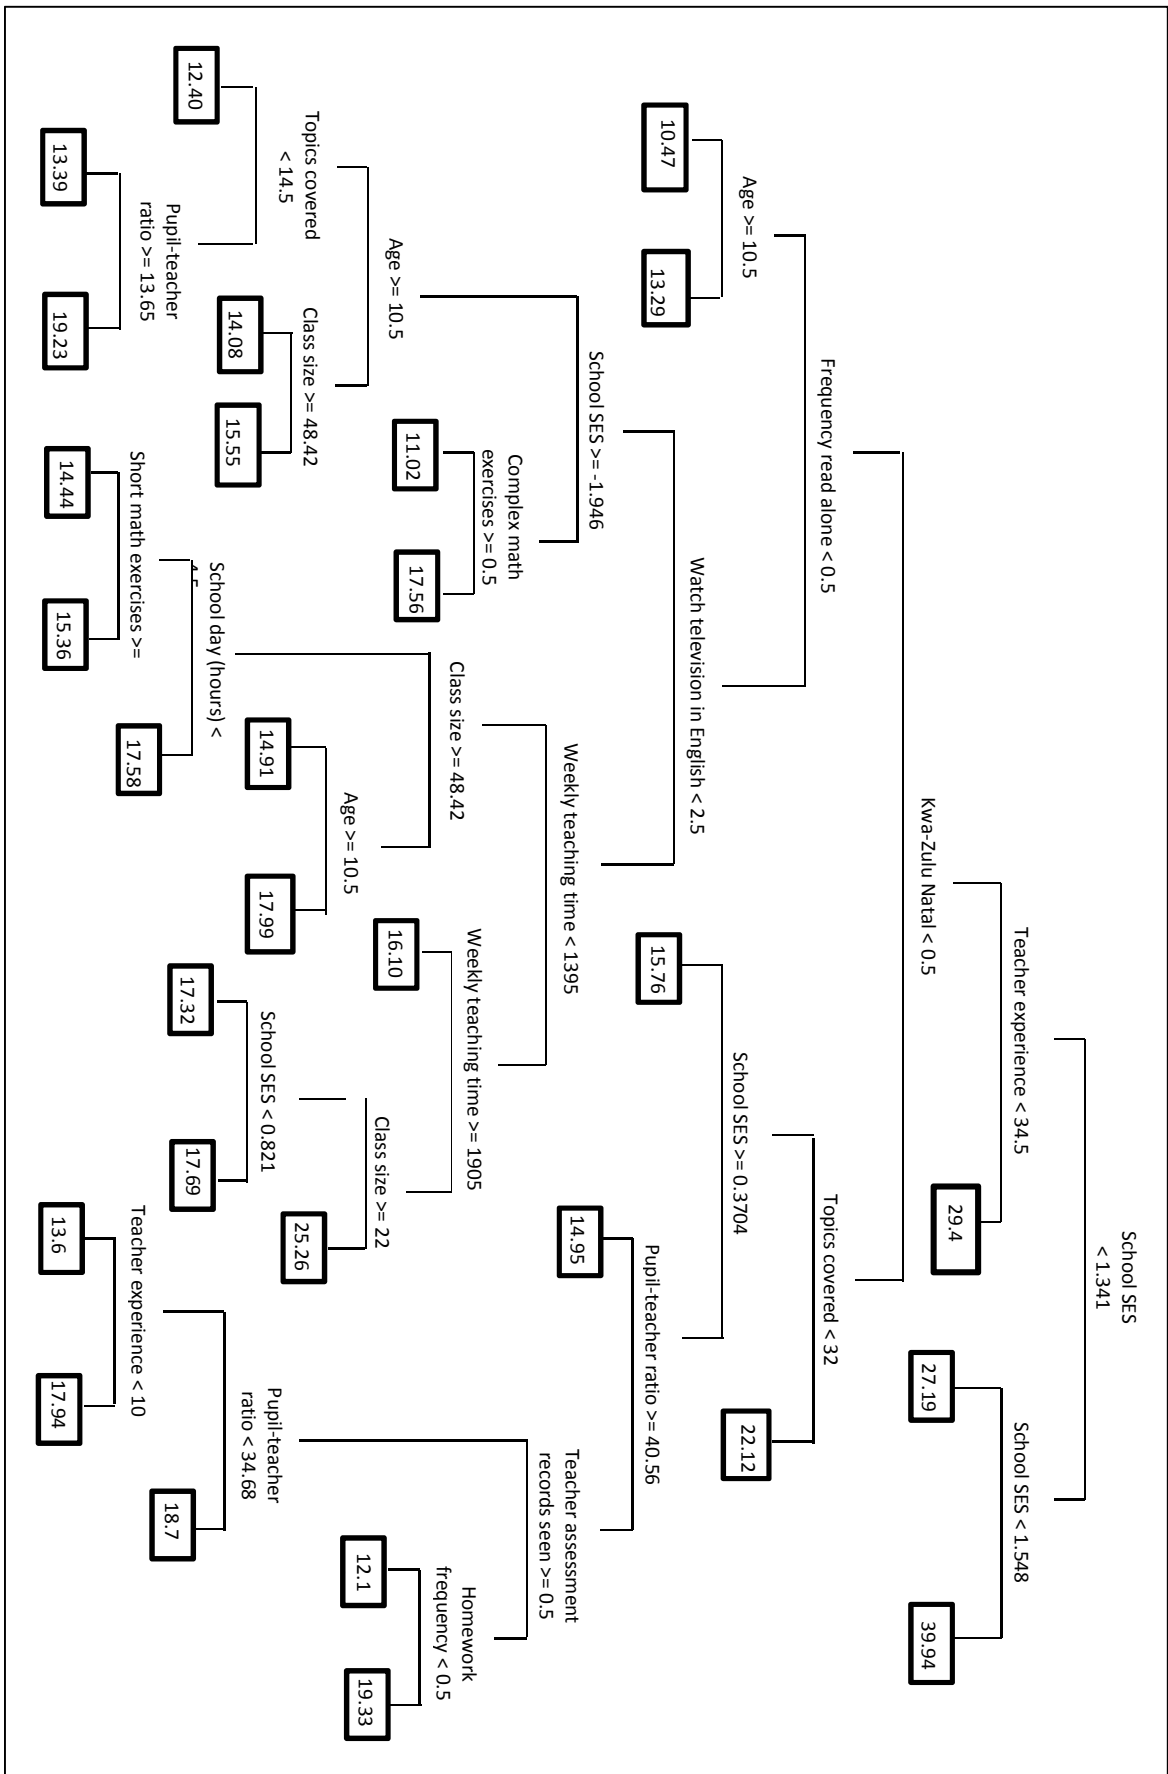 School SES
< 1.341
Teacher experience < 34.5
School SES < 1.548
Kwa-Zulu Natal < 0.5
29.4
27.19
39.94
Frequency read alone < 0.5
Topics covered < 32
Age >= 10.5
Watch television in English < 2.5
School SES >= 0.3704
22.12
10.47
13.29
15.76
Pupil-teacher ratio >= 40.56
School SES >= -1.946
Weekly teaching time < 1395
14.95
Teacher assessment
records seen >= 0.5
Age >= 10.5
Complex math
exercises >= 0.5
Class size >= 48.42
Weekly teaching time >= 1905
Homework
frequency < 0.5
11.02
17.56
16.10
Topics covered
< 14.5
Class size >= 48.42
Age >= 10.5
Class size >= 22
12.1
19.33
14.08
15.55
14.91
17.99
School SES < 0.821
25.26
Pupil-teacher
ratio < 34.68
12.40
Pupil-teacher
ratio >= 13.65
School day (hours) <
17.32
17.69
Short math exercises >=
17.58
Teacher experience < 10
18.7
13.39
19.23
14.44
15.36
13.6
17.94